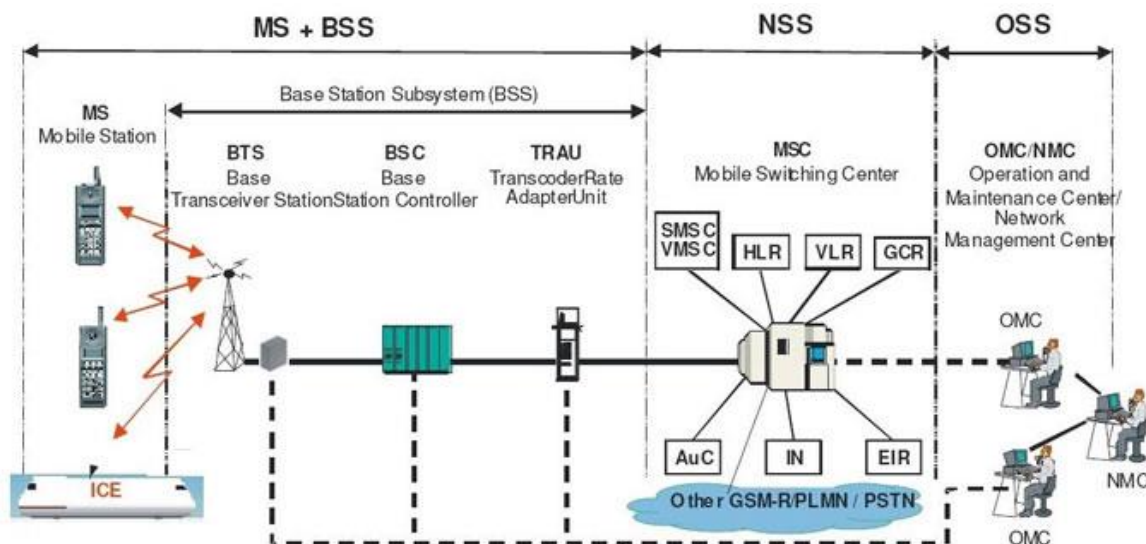 MS + BSS
NSS
OSS
Base Station Subsystem (BSS)
MS
Mobile Station
BTS
Base
Transceiver Station
BSC
Base
Station Controller
TRAU
TranscoderRate
AdapterUnit
MSC
Mobile Switching Center
OMC/NMC
Operation and
Maintenance Center/
Network
Management Center
SMSC
VMSC
HLR
VLR
GCR
OMC
AuC
IN
EIR
NMC
ICE
Other GSM-R/PLMN / PSTN
OMC